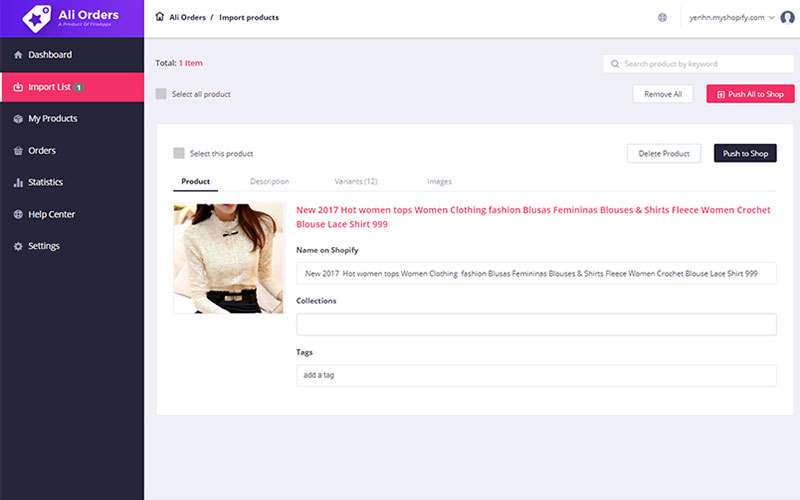 Ali Orders
A Product Of FireApps
Ali Orders / Import products
yenhn.myshopify.com
Dashboard
Import List 1
My Products
Orders
Statistics
Help Center
Settings
Total: 1 Item
Search product by keyword
Select all product
Remove All
Push All to Shop
Select this product
Delete Product
Push to Shop
Product
Description
Variants (12)
Images
New 2017 Hot women tops Women Clothing fashion Blusas Femininas Blouses & Shirts Fleece Women Crochet
Blouse Lace Shirt 999
Name on Shopify
New 2017 Hot women tops Women Clothing fashion Blusas Femininas Blouses & Shirts Fleece Women Crochet Blouse Lace Shirt 999
Collections
Tags
add a tag